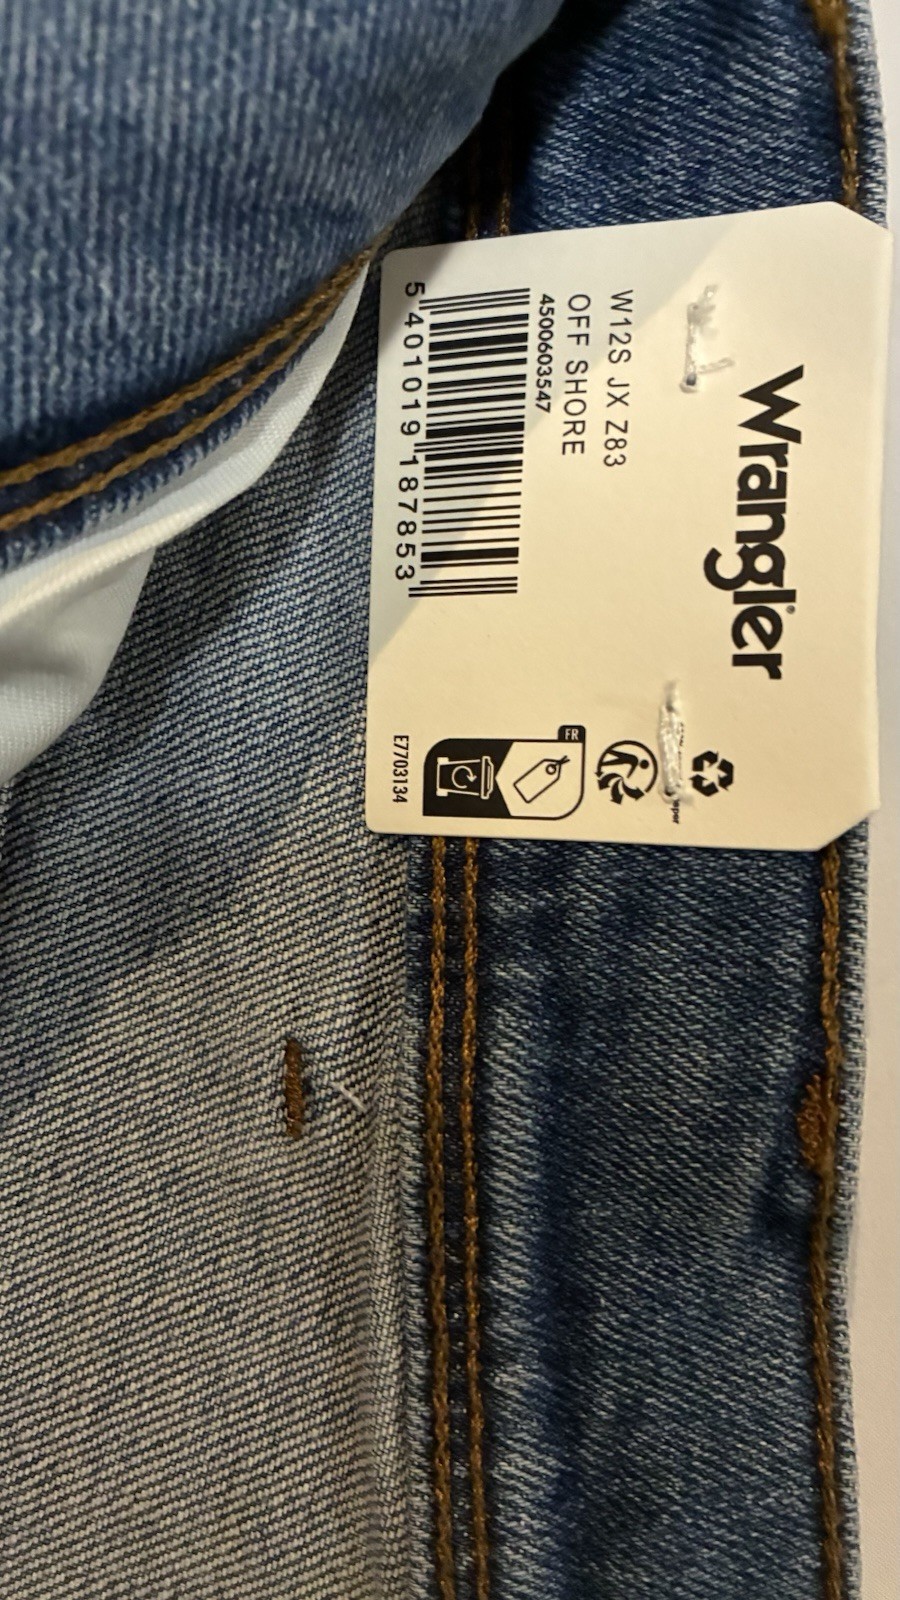 Wrangler®
W12S JX Z83
OFF SHORE
4500603547
5 401019 187853
FR
E7703134